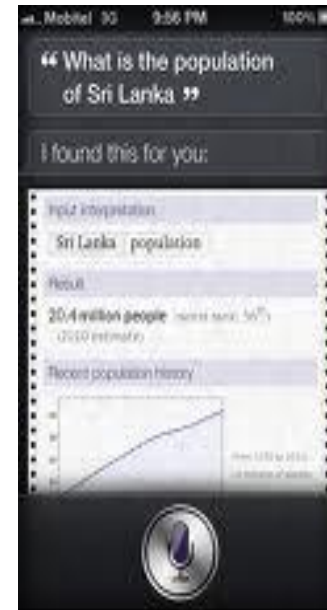 Mobitel 3G 9:56 PM 100%
“ What is the population
of Sri Lanka ”
I found this for you:
Input interpretation
Sri Lanka population
Result
20.4 million people
(2010 estimate)
Recent population history